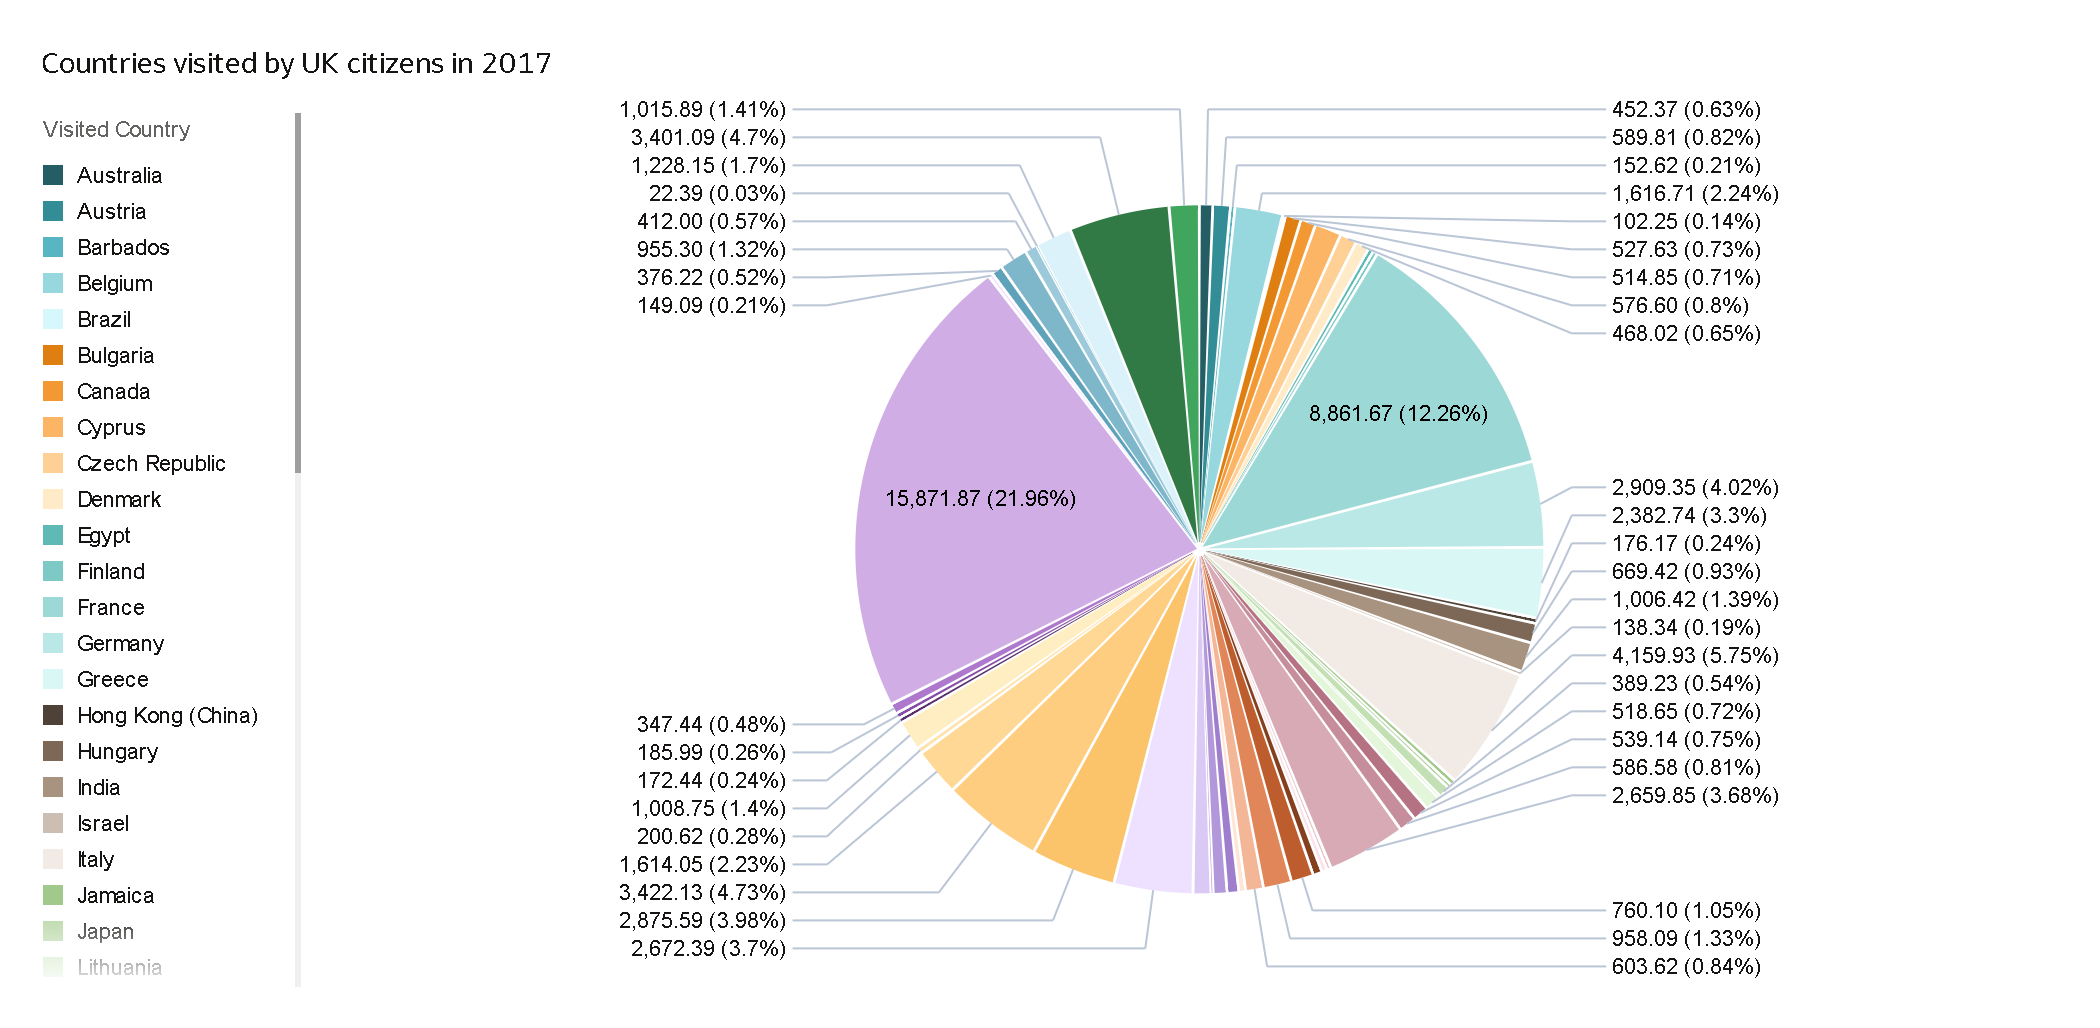 Countries visited by UK citizens in 2017
Visited Country
Australia
Austria
Barbados
Belgium
Brazil
Bulgaria
Canada
Cyprus
Czech Republic
Denmark
Egypt
Finland
France
Germany
Greece
Hong Kong (China)
Hungary
India
Israel
Italy
Jamaica
Japan
Lithuania
1,015.89 (1.41%)
3,401.09 (4.7%)
1,228.15 (1.7%)
22.39 (0.03%)
412.00 (0.57%)
955.30 (1.32%)
376.22 (0.52%)
149.09 (0.21%)
15,871.87 (21.96%)
347.44 (0.48%)
185.99 (0.26%)
172.44 (0.24%)
1,008.75 (1.4%)
200.62 (0.28%)
1,614.05 (2.23%)
3,422.13 (4.73%)
2,875.59 (3.98%)
2,672.39 (3.7%)
452.37 (0.63%)
589.81 (0.82%)
152.62 (0.21%)
1,616.71 (2.24%)
102.25 (0.14%)
527.63 (0.73%)
514.85 (0.71%)
576.60 (0.8%)
468.02 (0.65%)
8,861.67 (12.26%)
2,909.35 (4.02%)
2,382.74 (3.3%)
176.17 (0.24%)
669.42 (0.93%)
1,006.42 (1.39%)
138.34 (0.19%)
4,159.93 (5.75%)
389.23 (0.54%)
518.65 (0.72%)
539.14 (0.75%)
586.58 (0.81%)
2,659.85 (3.68%)
760.10 (1.05%)
958.09 (1.33%)
603.62 (0.84%)